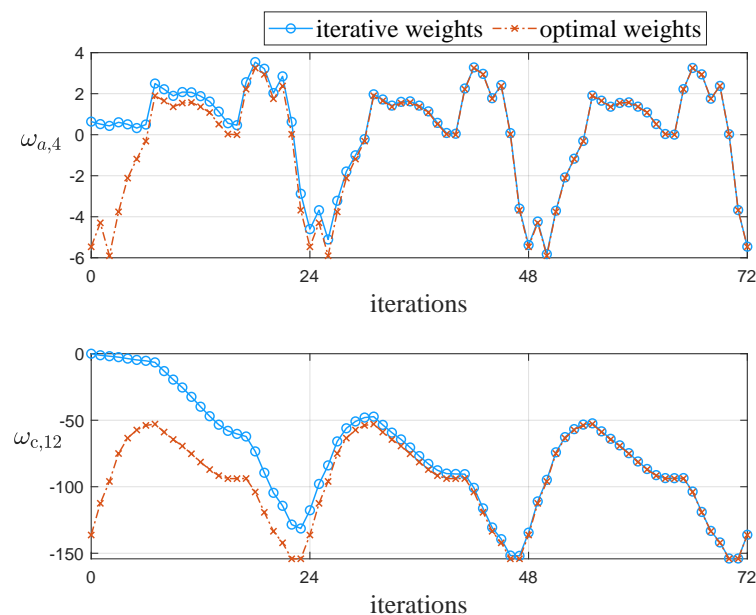 iterative weights optimal weights
4
2
0
-2
-4
-6
ω_{a,4}
0 24 48 72
iterations
0
-50
-100
-150
ω_{c,12}
0 24 48 72
iterations